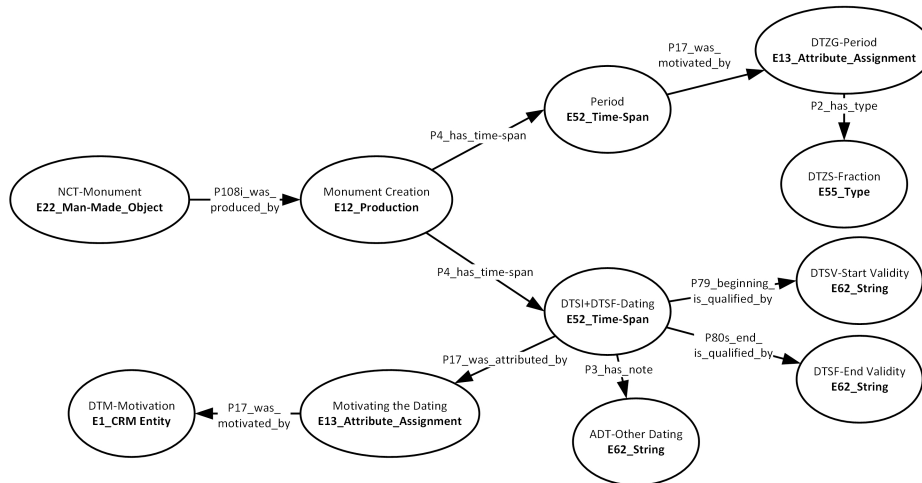 DTZG-Period
E13_Attribute_Assignment
P17_was_
motivated_by
P2_has_type
Period
E52_Time-Span
P4_has_time-span
DTZS-Fraction
E55_Type
NCT-Monument
E22_Man-Made_Object
P108i_was_
produced_by
Monument Creation
E12_Production
P4_has_time-span
DTSI+DTSF-Dating
E52_Time-Span
P79_beginning_
is_qualified_by
DTSV-Start Validity
E62_String
P80s_end_
is_qualified_by
DTSF-End Validity
E62_String
P17_was_attributed_by
P3_has_note
DTM-Motivation
E1_CRM Entity
P17_was_
motivated_by
Motivating the Dating
E13_Attribute_Assignment
ADT-Other Dating
E62_String